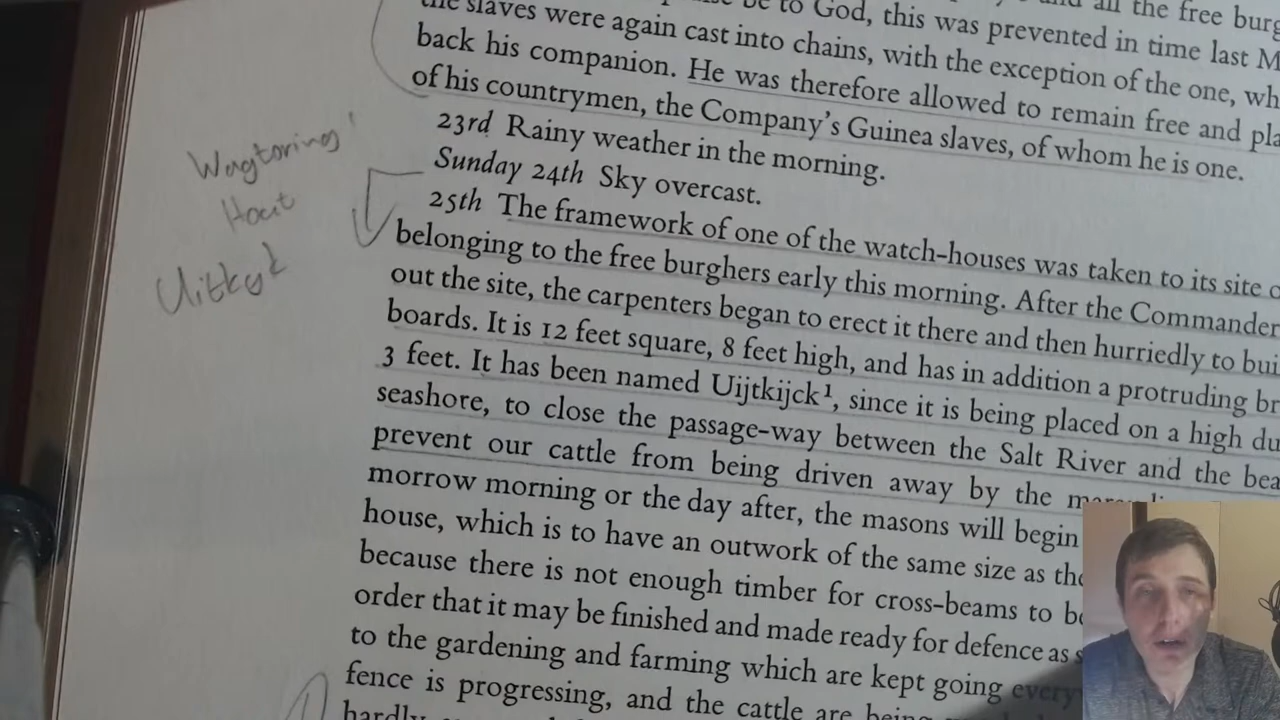 to God, this was prevented in time last
the slaves were again cast into chains, with the exception of the one,
back his companion. He was therefore allowed to remain free and
of his countrymen, the Company's Guinea slaves, of whom he is one.
23rd Rainy weather in the morning.
Sunday 24th Sky overcast.
25th The framework of one of the watch-houses was taken to its site
belonging to the free burghers early this morning. After the Commander
out the site, the carpenters began to erect it there and then hurriedly to
boards. It is 12 feet square, 8 feet high, and has in addition a protruding
3 feet. It has been named Uijtkijck¹, since it is being placed on a high
seashore, to close the passage-way between the Salt River and the
prevent our cattle from being driven away by the
morrow morning or the day after, the masons will begin
house, which is to have an outwork of the same size as
because there is not enough timber for cross-beams to
order that it may be finished and made ready for defence as
to the gardening and farming which are kept going
fence is progressing, and the cattle are being
hardly
Wagtorings
Hout
Uitkyk